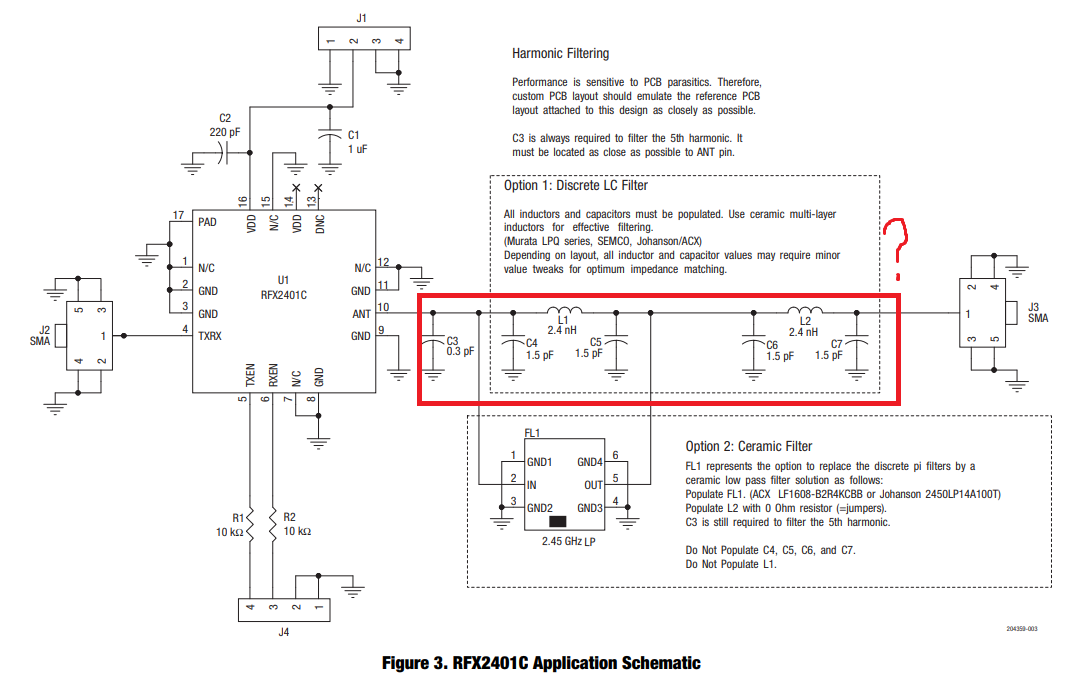 J1
1 2 3 4
Harmonic Filtering
Performance is sensitive to PCB parasitics. Therefore,
custom PCB layout should emulate the reference PCB
layout attached to this design as closely as possible.
C3 is always required to filter the 5th harmonic. It
must be located as close as possible to ANT pin.
C2
220 pF
C1
1 uF
Option 1: Discrete LC Filter
All inductors and capacitors must be populated. Use ceramic multi-layer
inductors for effective filtering.
(Murata LPQ series, SEMCO, Johanson/ACX)
Depending on layout, all inductor and capacitor values may require minor
value tweaks for optimum impedance matching.
?
16 15 14 13
VDD N/C VDD DNC
17 PAD
1 N/C
2 GND
3 GND
4 TXRX
U1
RFX2401C
N/C 12
GND 11
ANT 10
GND 9
TXEN RXEN N/C GND
5 6 7 8
J2
SMA
5 3
1
4 2
C3
0.3 pF
C4
1.5 pF
L1
2.4 nH
C5
1.5 pF
C6
1.5 pF
L2
2.4 nH
C7
1.5 pF
2 4
1
3 5
J3
SMA
FL1
1 GND1 GND4 6
2 IN OUT 5
3 GND2 GND3 4
2.45 GHz LP
Option 2: Ceramic Filter
FL1 represents the option to replace the discrete pi filters by a
ceramic low pass filter solution as follows:
Populate FL1. (ACX LF1608-B2R4KCBB or Johanson 2450LP14A100T)
Populate L2 with 0 Ohm resistor (=jumpers).
C3 is still required to filter the 5th harmonic.
Do Not Populate C4, C5, C6, and C7.
Do Not Populate L1.
R1
10 kΩ
R2
10 kΩ
4 3 2 1
J4
204359-003
Figure 3. RFX2401C Application Schematic